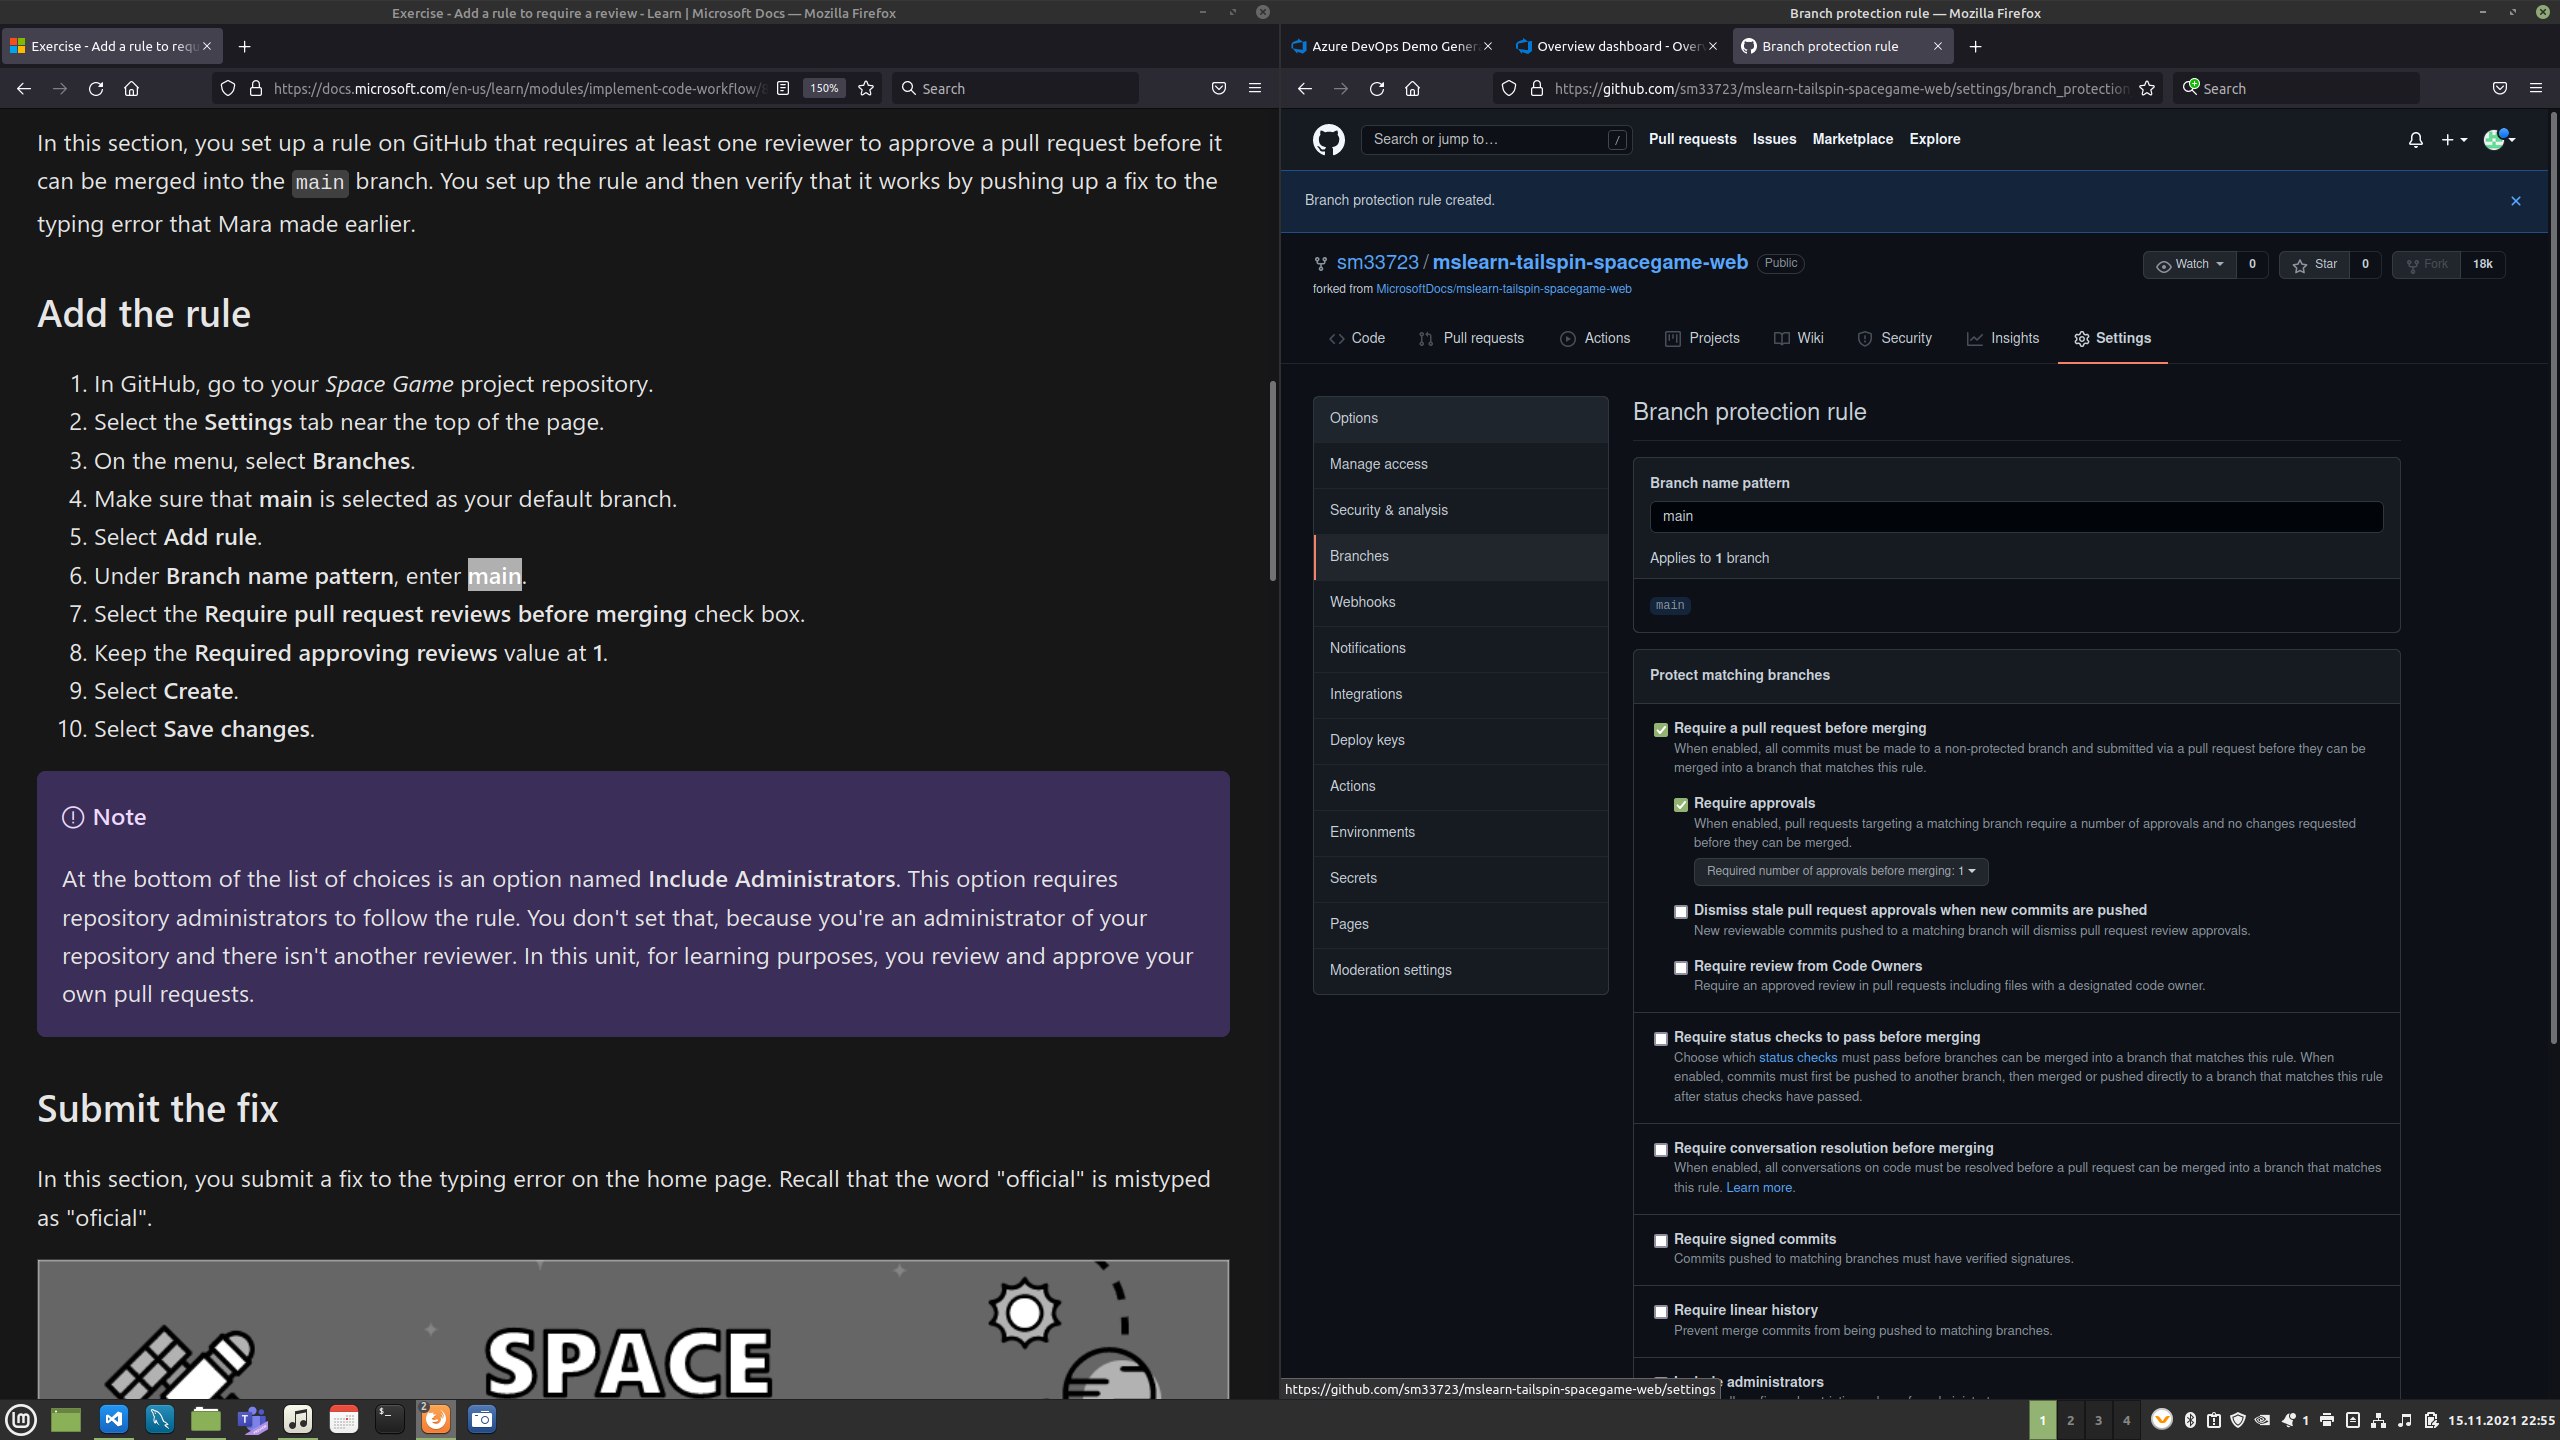 Exercise - Add a rule to require a review - Learn | Microsoft Docs — Mozilla Firefox
Exercise - Add a rule to requ
https://docs.microsoft.com/en-us/learn/modules/implement-code-workflow/8
150%
Search
In this section, you set up a rule on GitHub that requires at least one reviewer to approve a pull request before it
can be merged into the main branch. You set up the rule and then verify that it works by pushing up a fix to the
typing error that Mara made earlier.
Add the rule
1. In GitHub, go to your Space Game project repository.
2. Select the Settings tab near the top of the page.
3. On the menu, select Branches.
4. Make sure that main is selected as your default branch.
5. Select Add rule.
6. Under Branch name pattern, enter main.
7. Select the Require pull request reviews before merging check box.
8. Keep the Required approving reviews value at 1.
9. Select Create.
10. Select Save changes.
Note
At the bottom of the list of choices is an option named Include Administrators. This option requires
repository administrators to follow the rule. You don't set that, because you're an administrator of your
repository and there isn't another reviewer. In this unit, for learning purposes, you review and approve your
own pull requests.
Submit the fix
In this section, you submit a fix to the typing error on the home page. Recall that the word "official" is mistyped
as "oficial".
SPACE
Branch protection rule — Mozilla Firefox
Azure DevOps Demo Gener
Overview dashboard - Over
Branch protection rule
https://github.com/sm33723/mslearn-tailspin-spacegame-web/settings/branch_protection
Search
Search or jump to…
/
Pull requests
Issues
Marketplace
Explore
Branch protection rule created.
sm33723 / mslearn-tailspin-spacegame-web
Public
Watch
0
Star
0
Fork
18k
forked from MicrosoftDocs/mslearn-tailspin-spacegame-web
Code
Pull requests
Actions
Projects
Wiki
Security
Insights
Settings
Options
Manage access
Security & analysis
Branches
Webhooks
Notifications
Integrations
Deploy keys
Actions
Environments
Secrets
Pages
Moderation settings
Branch protection rule
Branch name pattern
main
Applies to 1 branch
main
Protect matching branches
Require a pull request before merging
When enabled, all commits must be made to a non-protected branch and submitted via a pull request before they can be
merged into a branch that matches this rule.
Require approvals
When enabled, pull requests targeting a matching branch require a number of approvals and no changes requested
before they can be merged.
Required number of approvals before merging: 1
Dismiss stale pull request approvals when new commits are pushed
New reviewable commits pushed to a matching branch will dismiss pull request review approvals.
Require review from Code Owners
Require an approved review in pull requests including files with a designated code owner.
Require status checks to pass before merging
Choose which status checks must pass before branches can be merged into a branch that matches this rule. When
enabled, commits must first be pushed to another branch, then merged or pushed directly to a branch that matches this rule
after status checks have passed.
Require conversation resolution before merging
When enabled, all conversations on code must be resolved before a pull request can be merged into a branch that matches
this rule. Learn more.
Require signed commits
Commits pushed to matching branches must have verified signatures.
Require linear history
Prevent merge commits from being pushed to matching branches.
administrators
https://github.com/sm33723/mslearn-tailspin-spacegame-web/settings
2
1
2
3
4
1
15.11.2021 22:55